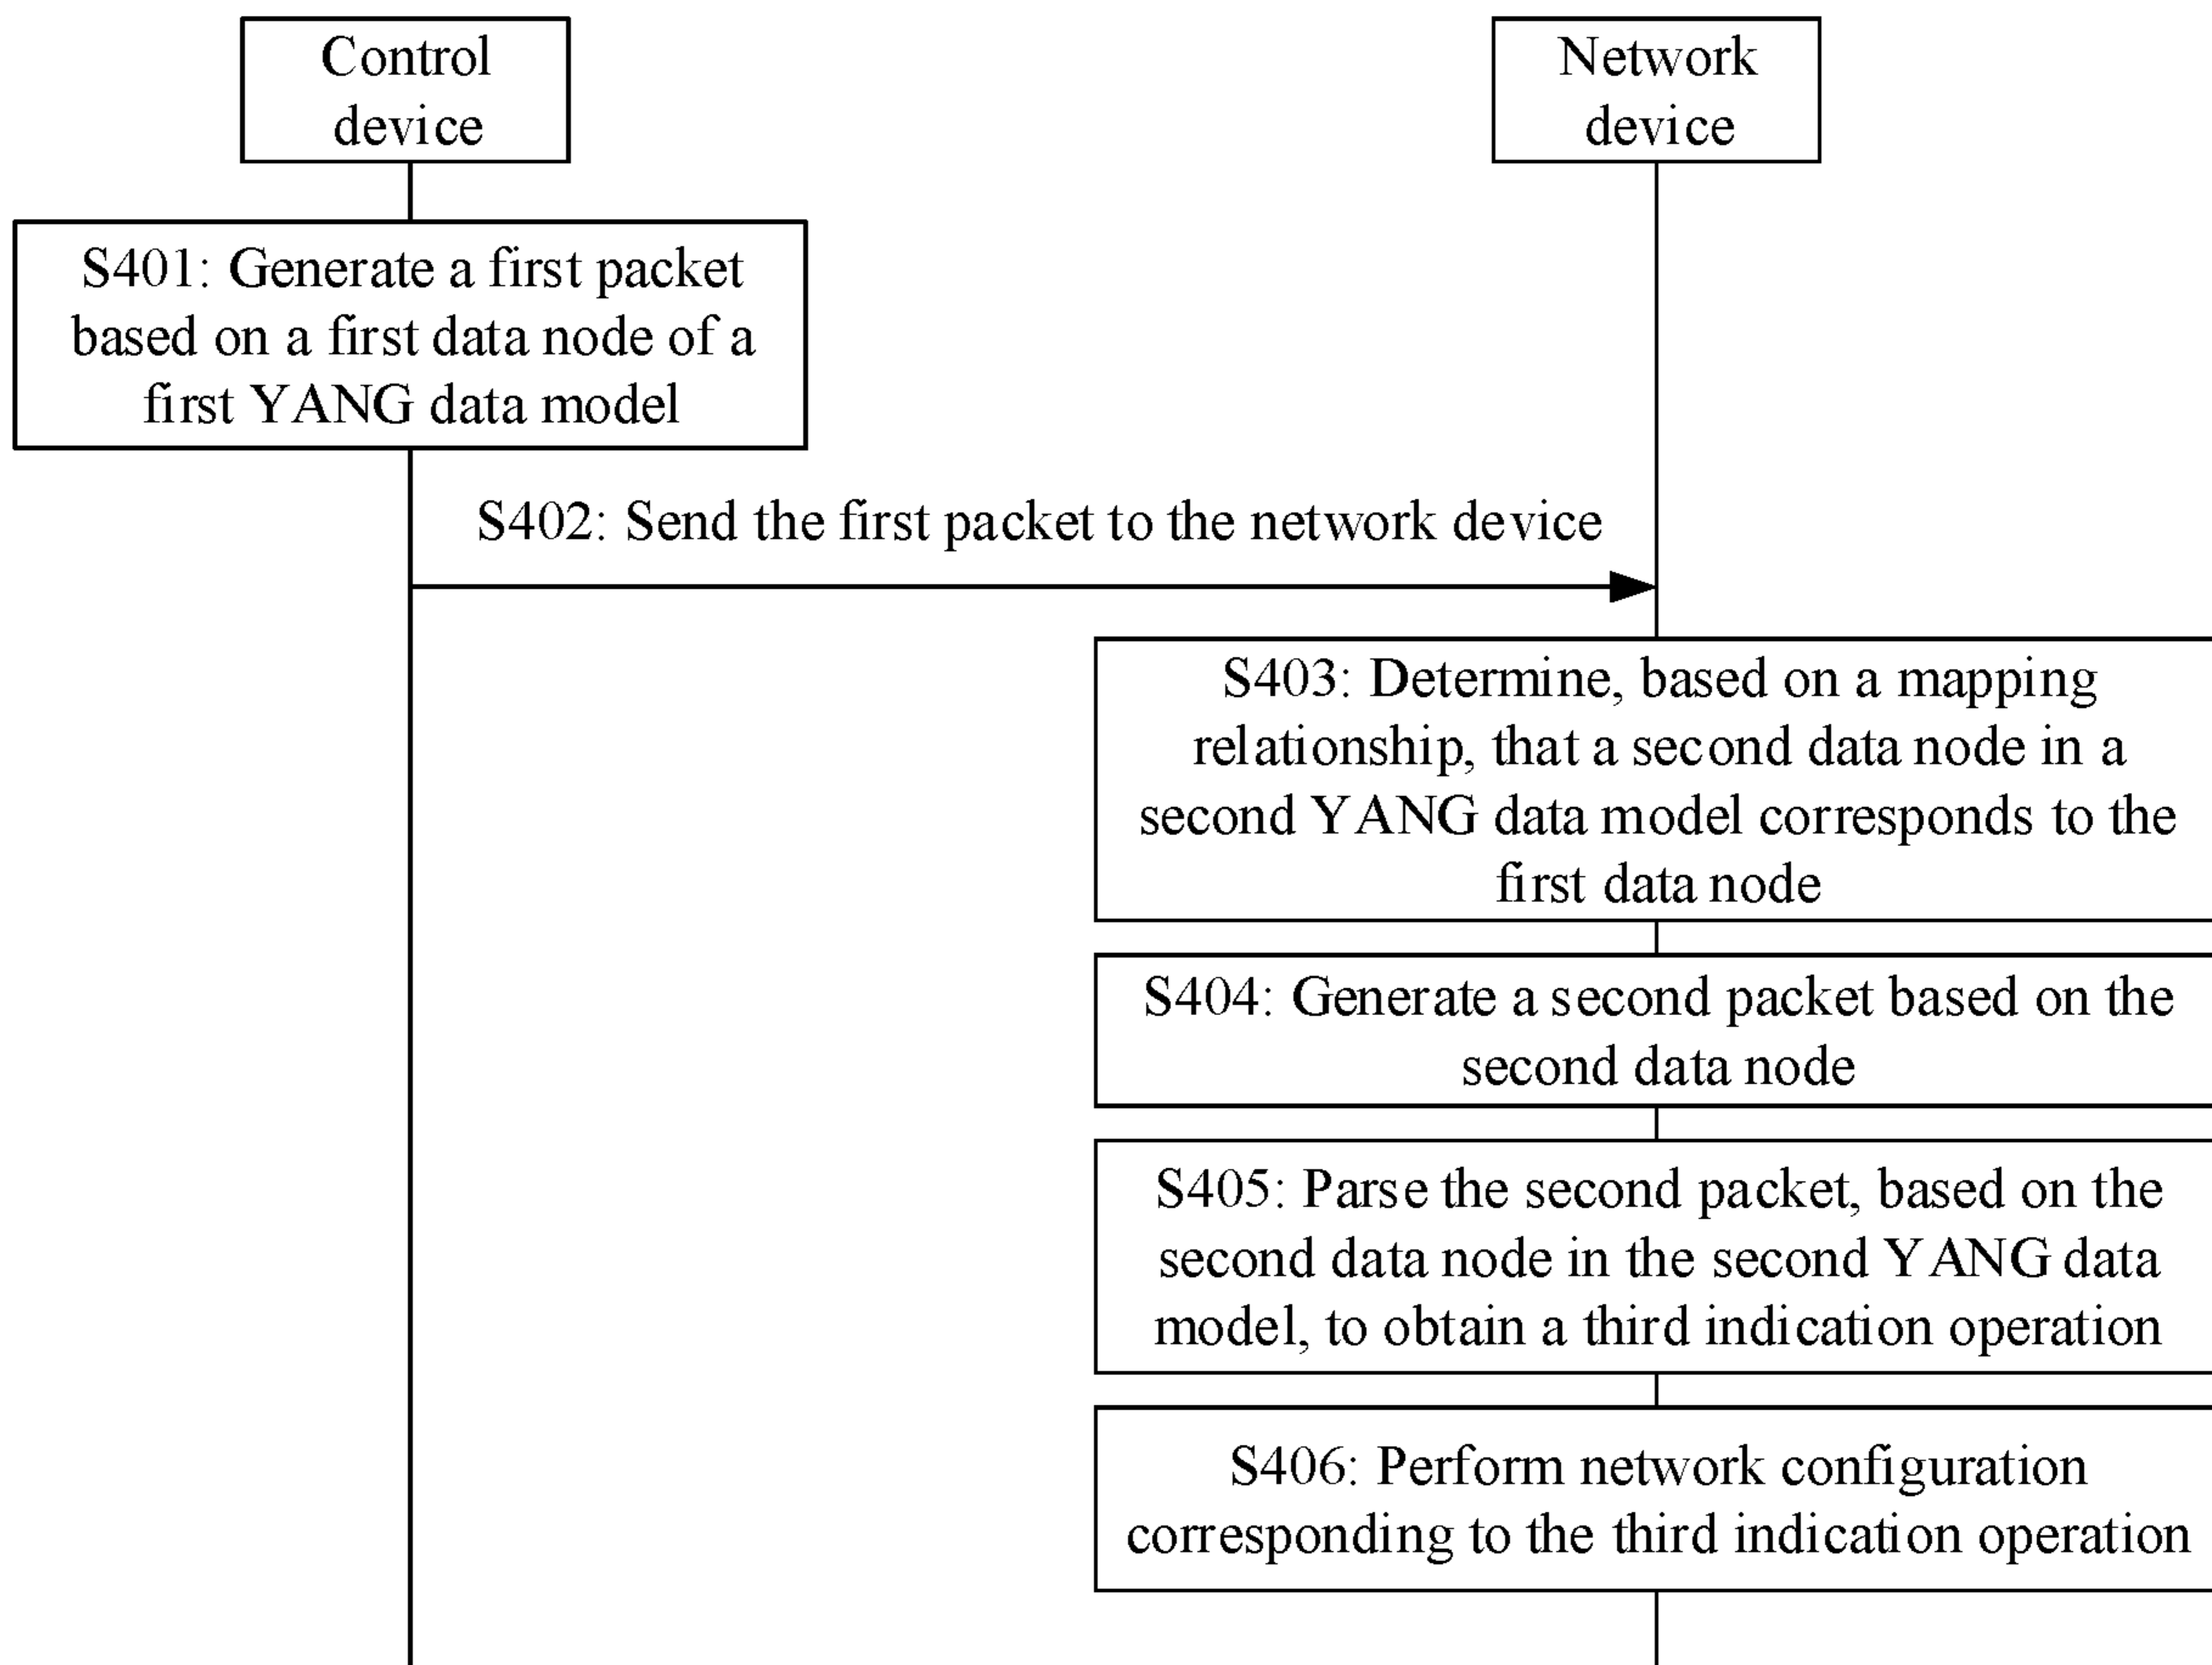 Control
device
Network
device
S401: Generate a first packet
based on a first data node of a
first YANG data model
S402: Send the first packet to the network device
S403: Determine, based on a mapping
relationship, that a second data node in a
second YANG data model corresponds to the
first data node
S404: Generate a second packet based on the
second data node
S405: Parse the second packet, based on the
second data node in the second YANG data
model, to obtain a third indication operation
S406: Perform network configuration
corresponding to the third indication operation